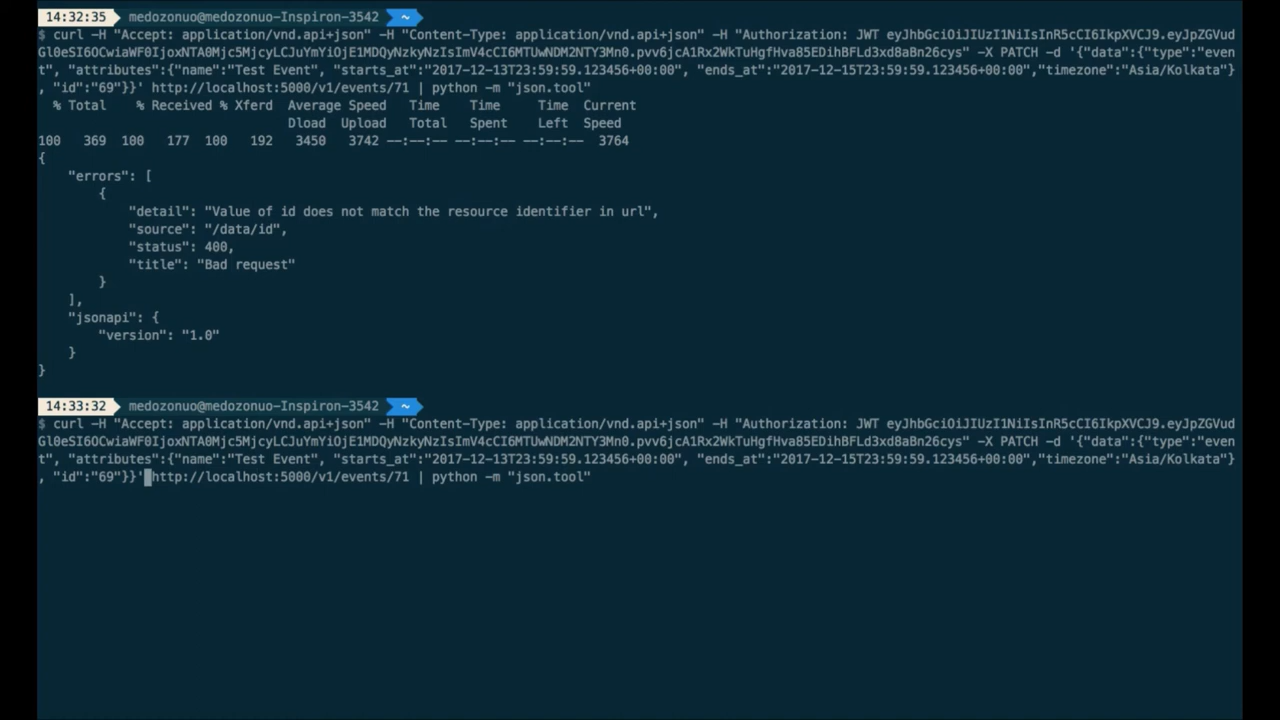 14:32:35 medozonuo@medozonuo-Inspiron-3542 ~
$ curl -H "Accept: application/vnd.api+json" -H "Content-Type: application/vnd.api+json" -H "Authorization: JWT eyJhbGciOiJIUzI1NiIsInR5cCI6IkpXVCJ9.eyJpZGVud
Gl0eSI6OCwiaWF0IjoxNTA0Mjc5MjcyLCJuYmYiOjE1MDQyNzkyNzIsImV4cCI6MTUwNDM2NTY3Mn0.pvv6jcA1Rx2WkTuHgfHva85EDihBFLd3xd8aBn26cys" -X PATCH -d '{"data":{"type":"even
t", "attributes":{"name":"Test Event", "starts_at":"2017-12-13T23:59:59.123456+00:00", "ends_at":"2017-12-15T23:59:59.123456+00:00","timezone":"Asia/Kolkata"}
, "id":"69"}}' http://localhost:5000/v1/events/71 | python -m "json.tool"
% Total % Received % Xferd Average Speed Time Time Time Current
Dload Upload Total Spent Left Speed
100 369 100 177 100 192 3450 3742 --:--:-- --:--:-- --:--:-- 3764
{
"errors": [
{
"detail": "Value of id does not match the resource identifier in url",
"source": "/data/id",
"status": 400,
"title": "Bad request"
}
],
"jsonapi": {
"version": "1.0"
}
}
14:33:32 medozonuo@medozonuo-Inspiron-3542 ~
$ curl -H "Accept: application/vnd.api+json" -H "Content-Type: application/vnd.api+json" -H "Authorization: JWT eyJhbGciOiJIUzI1NiIsInR5cCI6IkpXVCJ9.eyJpZGVud
Gl0eSI6OCwiaWF0IjoxNTA0Mjc5MjcyLCJuYmYiOjE1MDQyNzkyNzIsImV4cCI6MTUwNDM2NTY3Mn0.pvv6jcA1Rx2WkTuHgfHva85EDihBFLd3xd8aBn26cys" -X PATCH -d '{"data":{"type":"even
t", "attributes":{"name":"Test Event", "starts_at":"2017-12-13T23:59:59.123456+00:00", "ends_at":"2017-12-15T23:59:59.123456+00:00","timezone":"Asia/Kolkata"}
, "id":"69"}}' http://localhost:5000/v1/events/71 | python -m "json.tool"